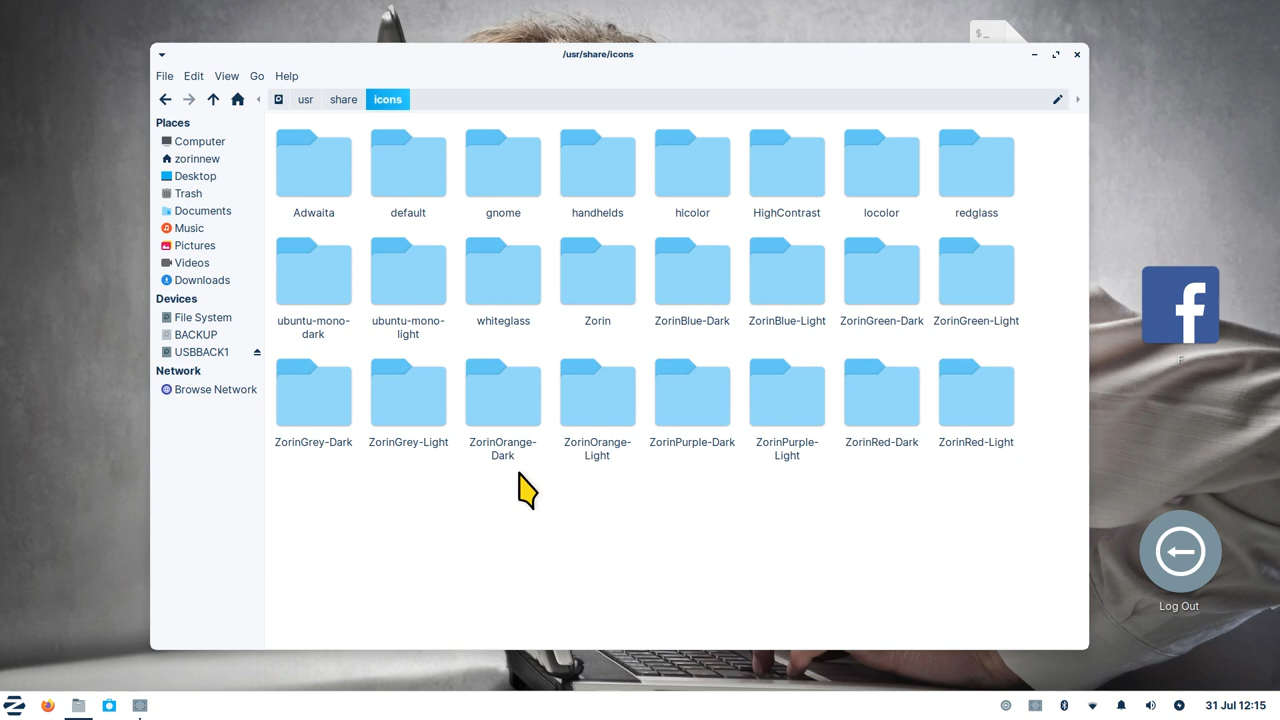 $_
/usr/share/icons
File Edit View Go Help
usr share icons
Places
Computer
zorinnew
Desktop
Trash
Documents
Music
Pictures
Videos
Downloads
Devices
File System
BACKUP
USBBACK1
Network
Browse Network
Adwaita default gnome handhelds hicolor HighContrast locolor redglass
ubuntu-mono-dark ubuntu-mono-light whiteglass Zorin ZorinBlue-Dark ZorinBlue-Light ZorinGreen-Dark ZorinGreen-Light
ZorinGrey-Dark ZorinGrey-Light ZorinOrange-Dark ZorinOrange-Light ZorinPurple-Dark ZorinPurple-Light ZorinRed-Dark ZorinRed-Light
f
F
Log Out
31 Jul 12:15